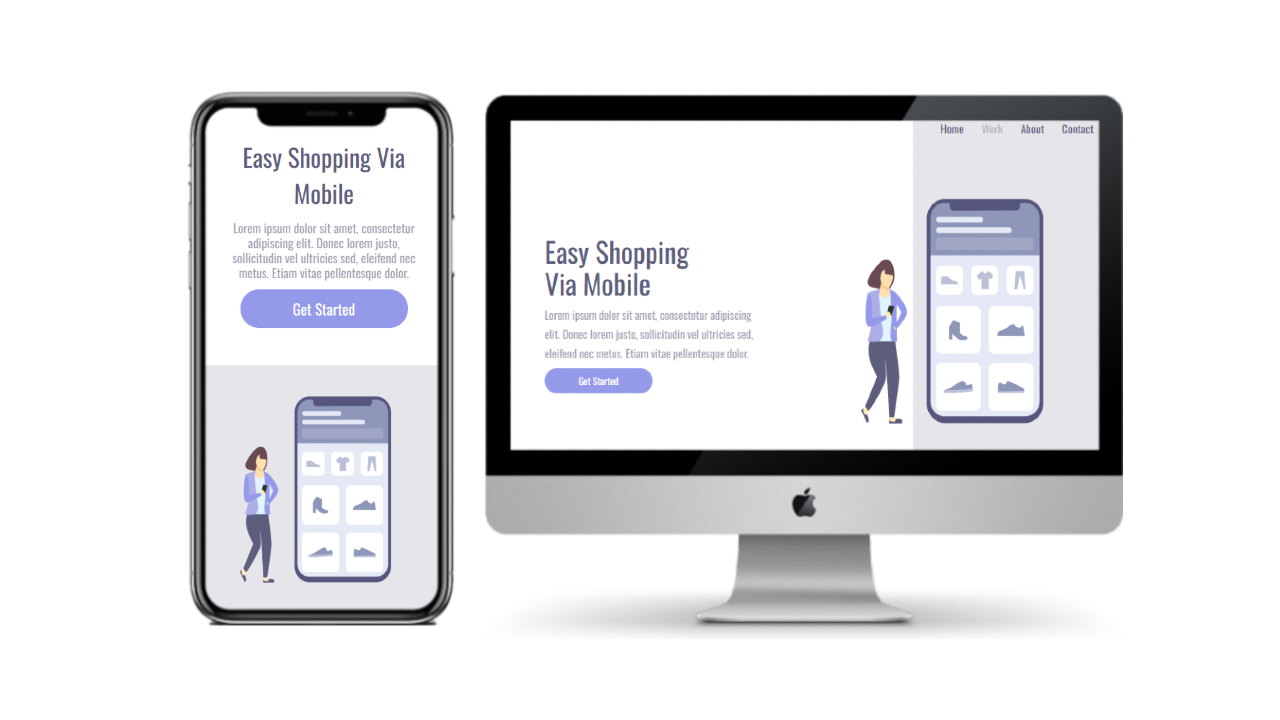 Easy Shopping Via
Mobile
Lorem ipsum dolor sit amet, consectetur
adipiscing elit. Donec lorem justo,
sollicitudin vel ultricies sed, eleifend nec
metus. Etiam vitae pellentesque dolor.
Get Started
Home Work About Contact
Easy Shopping
Via Mobile
Lorem ipsum dolor sit amet, consectetur adipiscing
elit. Donec lorem justo, sollicitudin vel ultricies sed,
eleifend nec metus. Etiam vitae pellentesque dolor.
Get Started